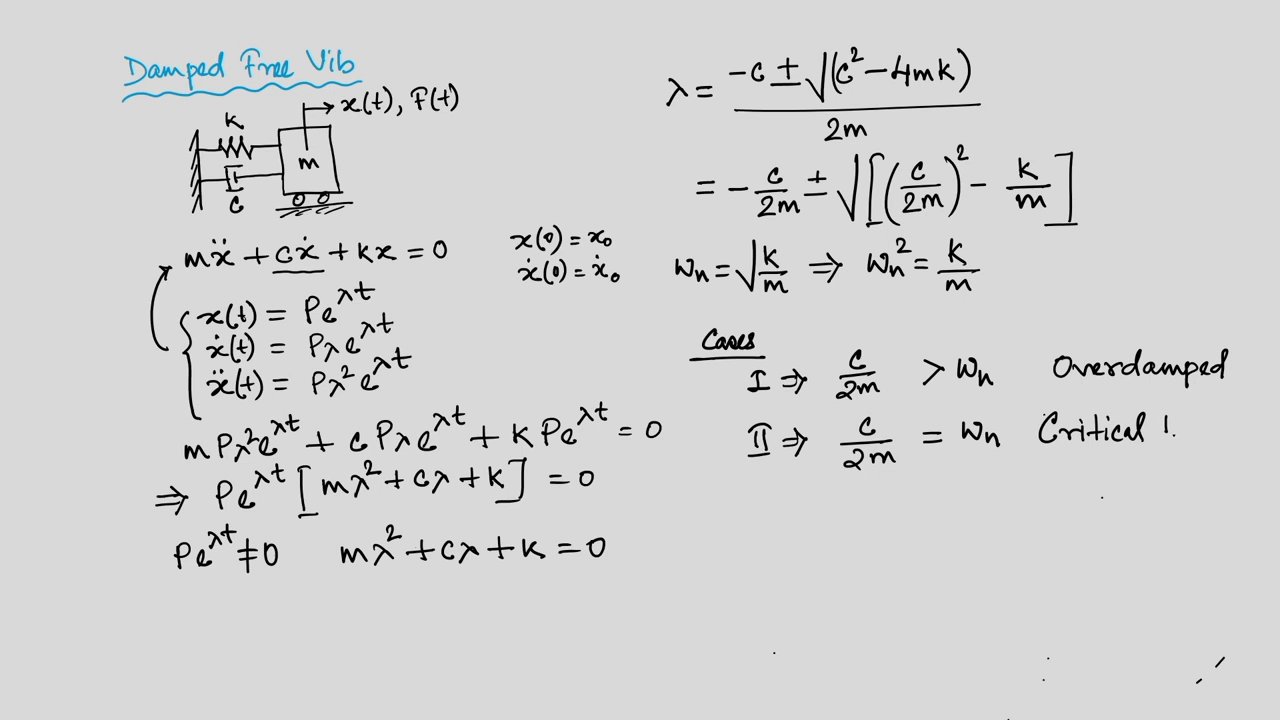 Damped Free Vib
x(t), F(t)
K
m
C
mẍ + cẋ + kx = 0
x(0) = x₀
ẋ(0) = ẋ₀
x(t) = Pe^λt
ẋ(t) = Pλe^λt
ẍ(t) = Pλ²e^λt
mPλ²e^λt + cPλe^λt + kPe^λt = 0
⇒ Pe^λt [mλ² + cλ + k] = 0
Pe^λt ≠ 0 mλ² + cλ + k = 0
λ = (-c ± √(c² - 4mk)) / 2m
= - c/2m ± √[(c/2m)² - k/m]
ωn = √(k/m) ⇒ ωn² = k/m
Cases
I ⇒ c/2m > ωn Overdamped
II ⇒ c/2m = ωn Critical